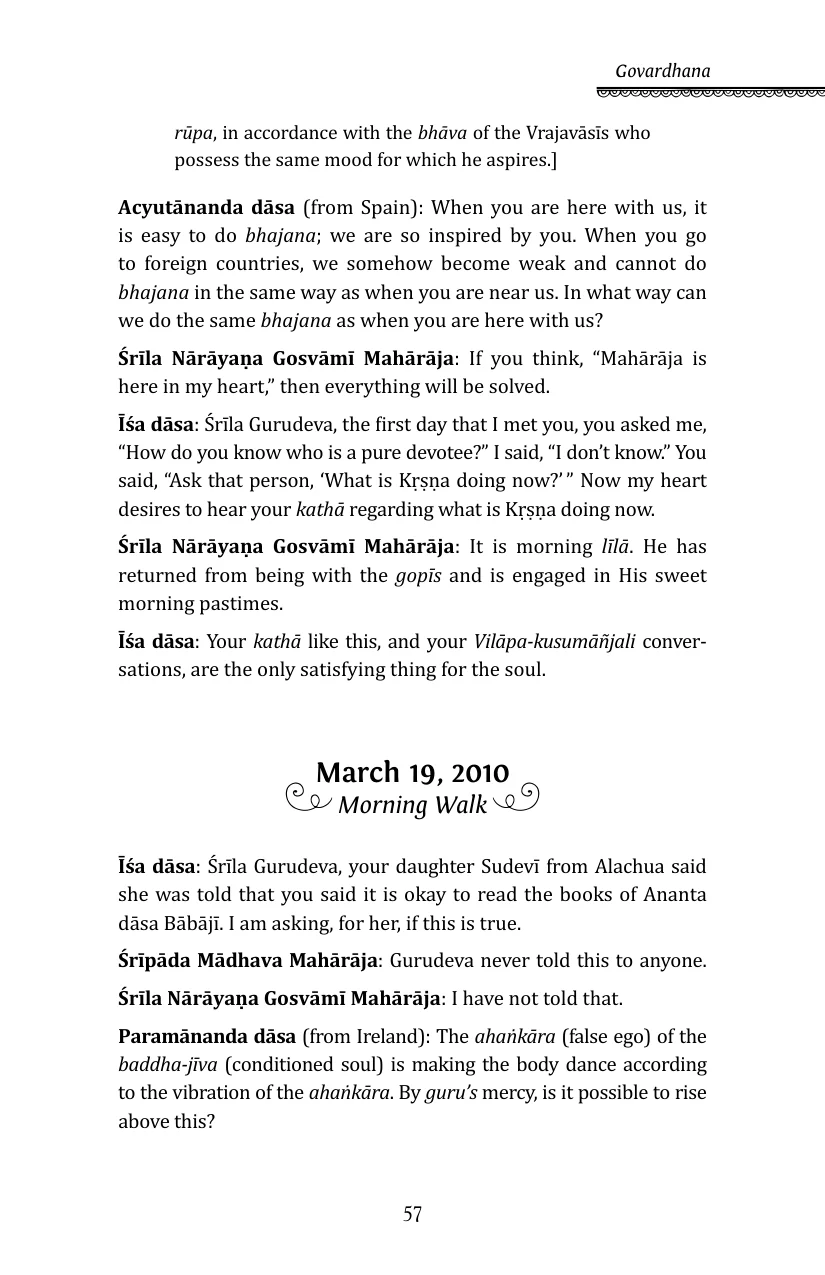 Govardhana
rūpa, in accordance with the bhāva of the Vrajavāsīs who
possess the same mood for which he aspires.]
Acyutānanda dāsa (from Spain): When you are here with us, it
is easy to do bhajana; we are so inspired by you. When you go
to foreign countries, we somehow become weak and cannot do
bhajana in the same way as when you are near us. In what way can
we do the same bhajana as when you are here with us?
Śrīla Nārāyaṇa Gosvāmī Mahārāja: If you think, “Mahārāja is
here in my heart,” then everything will be solved.
Īśa dāsa: Śrīla Gurudeva, the first day that I met you, you asked me,
“How do you know who is a pure devotee?” I said, “I don’t know.” You
said, “Ask that person, ‘What is Kṛṣṇa doing now?’ ” Now my heart
desires to hear your kathā regarding what is Kṛṣṇa doing now.
Śrīla Nārāyaṇa Gosvāmī Mahārāja: It is morning līlā. He has
returned from being with the gopīs and is engaged in His sweet
morning pastimes.
Īśa dāsa: Your kathā like this, and your Vilāpa-kusumāñjali conver-
sations, are the only satisfying thing for the soul.
March 19, 2010
Morning Walk
Īśa dāsa: Śrīla Gurudeva, your daughter Sudevī from Alachua said
she was told that you said it is okay to read the books of Ananta
dāsa Bābājī. I am asking, for her, if this is true.
Śrīpāda Mādhava Mahārāja: Gurudeva never told this to anyone.
Śrīla Nārāyaṇa Gosvāmī Mahārāja: I have not told that.
Paramānanda dāsa (from Ireland): The ahaṅkāra (false ego) of the
baddha-jīva (conditioned soul) is making the body dance according
to the vibration of the ahaṅkāra. By guru’s mercy, is it possible to rise
above this?
57